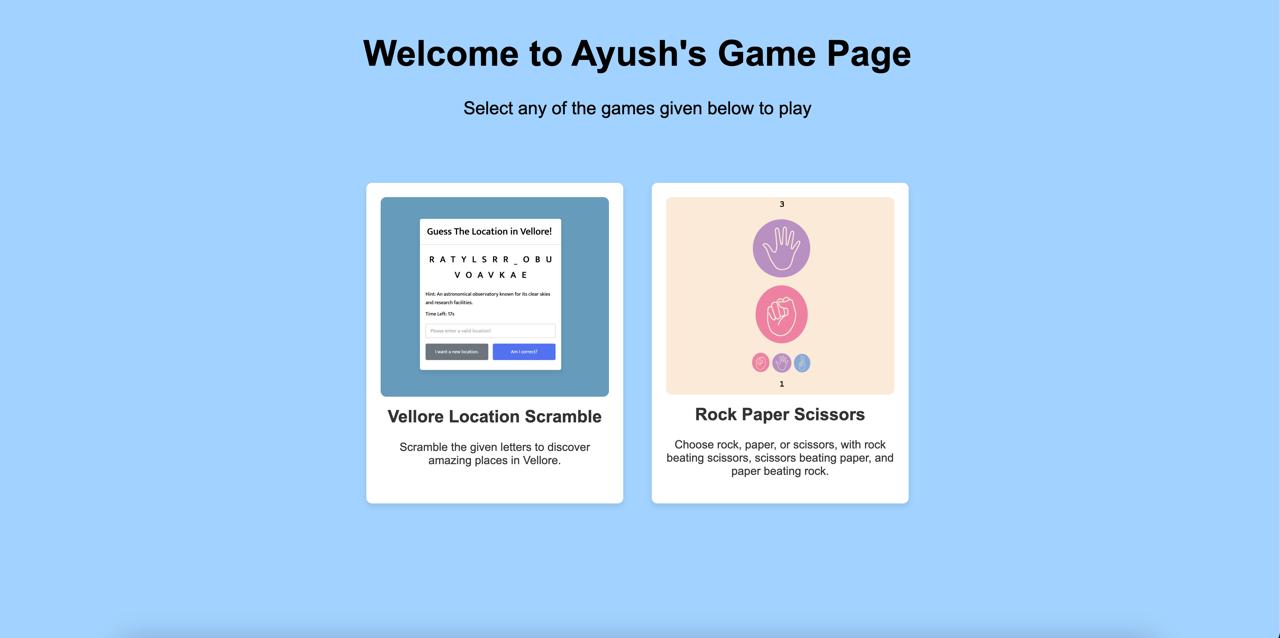 Welcome to Ayush's Game Page
Select any of the games given below to play
Guess The Location in Vellore!
R A T Y L S R R _ O B U
V O A V K A E
Hint: An astronomical observatory known for its clear skies
and research facilities.
Time Left: 17s
Please enter a valid location!
I want a new location.
Am I correct?
Vellore Location Scramble
Scramble the given letters to discover
amazing places in Vellore.
3
1
Rock Paper Scissors
Choose rock, paper, or scissors, with rock
beating scissors, scissors beating paper, and
paper beating rock.